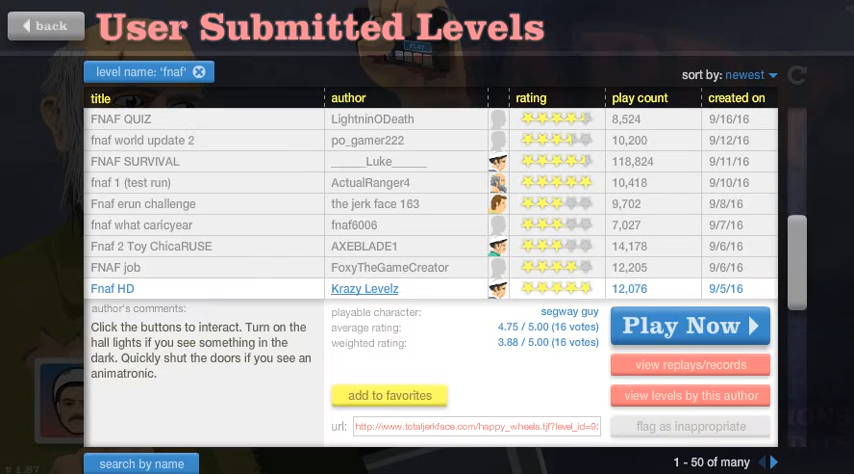 back
User Submitted Levels
level name: 'fnaf'
sort by: newest
title author rating play count created on
FNAF QUIZ LightninODeath 8,524 9/16/16
fnaf world update 2 po_gamer222 10,200 9/12/16
FNAF SURVIVAL _____Luke______ 118,824 9/11/16
fnaf 1 (test run) ActualRanger4 10,418 9/10/16
Fnaf erun challenge the jerk face 163 9,702 9/8/16
fnaf what caricyear fnaf6006 7,027 9/7/16
Fnaf 2 Toy ChicaRUSE AXEBLADE1 14,178 9/6/16
FNAF job FoxyTheGameCreator 12,205 9/6/16
Fnaf HD Krazy Levelz 12,076 9/5/16
author's comments:
Click the buttons to interact. Turn on the
hall lights if you see something in the
dark. Quickly shut the doors if you see an
animatronic.
playable character: segway guy
average rating: 4.75 / 5.00 (16 votes)
weighted rating: 3.88 / 5.00 (16 votes)
add to favorites
url: http://www.totaljerkface.com/happy_wheels.tjf?level_id=92
Play Now
view replays/records
view levels by this author
flag as inappropriate
search by name
1 - 50 of many
v 1.87